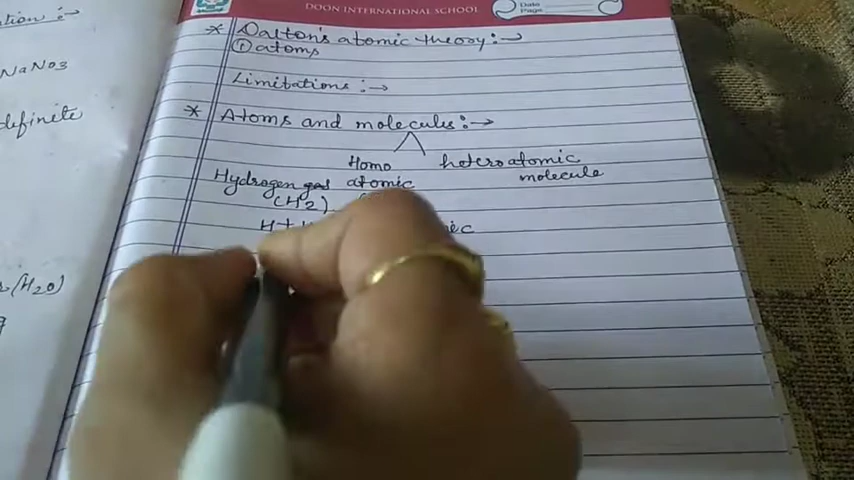 DOON INTERNATIONAL SCHOOL
Date
Page
* Dalton's atomic theory :→
① atoms
Limitations :→
* Atoms and molecules :→
Homo atomic
heteroatomic molecule
Hydrogen gas
(H2)
NaNO3
definite
(H2O)